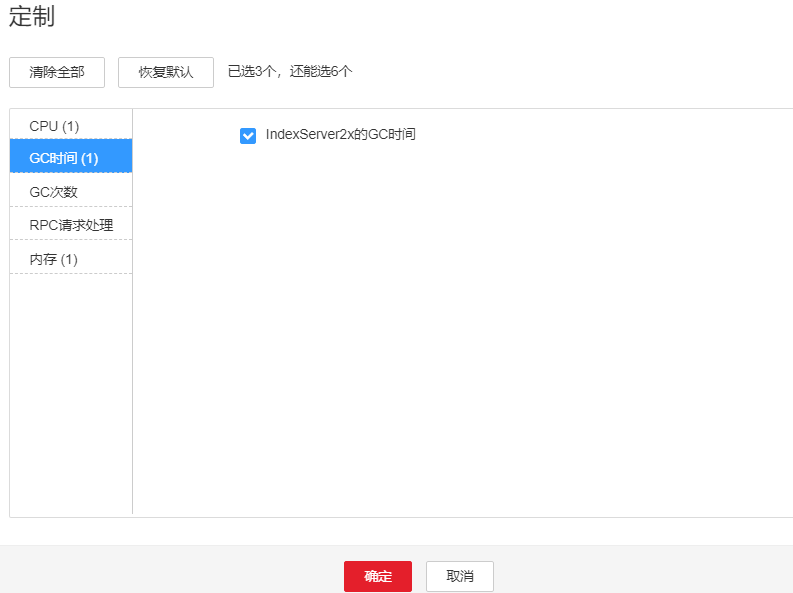 定制
清除全部 恢复默认 已选3个，还能选6个
CPU (1)
IndexServer2x的GC时间
GC时间 (1)
GC次数
RPC请求处理
内存 (1)
确定 取消